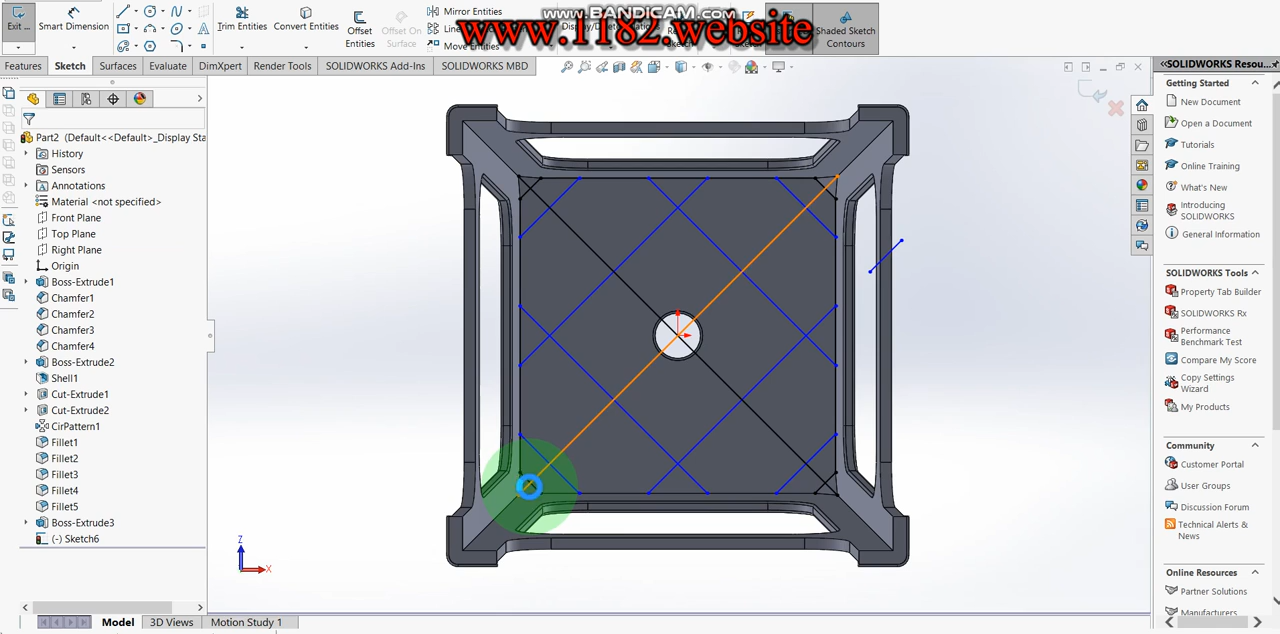 www.BANDICAM.com
www.1182.website
Exit ...
Smart Dimension
Trim Entities
Convert Entities
Offset
Entities
Offset On
Surface
Mirror Entities
Move Entities
Shaded Sketch
Contours
Features
Sketch
Surfaces
Evaluate
DimXpert
Render Tools
SOLIDWORKS Add-Ins
SOLIDWORKS MBD
Part2 (Default<<Default>_Display Sta
History
Sensors
Annotations
Material <not specified>
Front Plane
Top Plane
Right Plane
Origin
Boss-Extrude1
Chamfer1
Chamfer2
Chamfer3
Chamfer4
Boss-Extrude2
Shell1
Cut-Extrude1
Cut-Extrude2
CirPattern1
Fillet1
Fillet2
Fillet3
Fillet4
Fillet5
Boss-Extrude3
(-) Sketch6
Z
X
Model
3D Views
Motion Study 1
SOLIDWORKS Resou...
Getting Started
New Document
Open a Document
Tutorials
Online Training
What's New
Introducing
SOLIDWORKS
General Information
SOLIDWORKS Tools
Property Tab Builder
SOLIDWORKS Rx
Performance
Benchmark Test
Compare My Score
Copy Settings
Wizard
My Products
Community
Customer Portal
User Groups
Discussion Forum
Technical Alerts &
News
Online Resources
Partner Solutions
Manufacturers